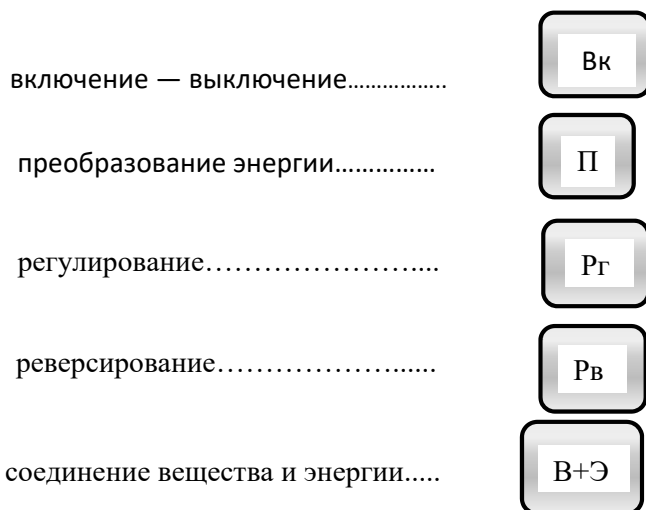 включение — выключение…………….. Вк
преобразование энергии…………… П
регулирование…………………….... Рг
реверсирование…………………...... Рв
соединение вещества и энергии..... В+Э